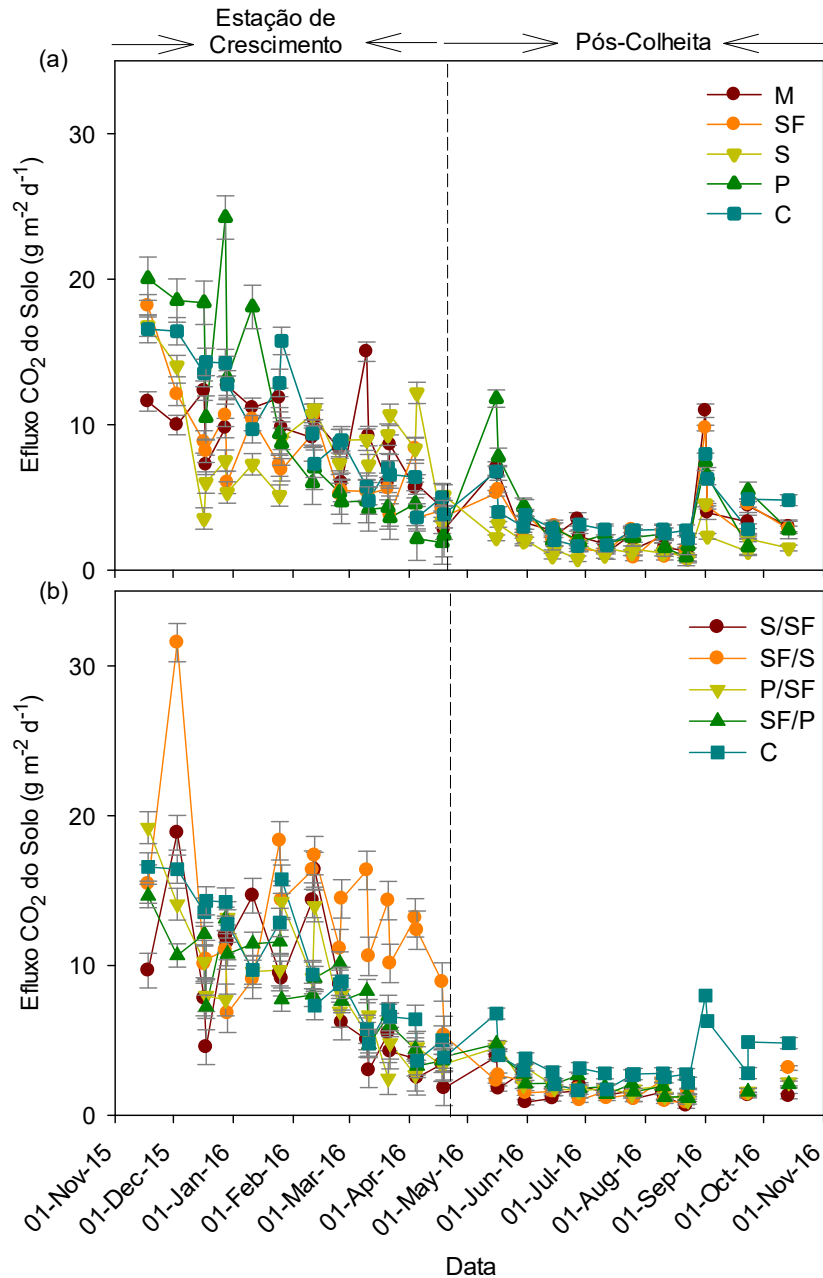 Estação de
Crescimento
Pós-Colheita
(a)
30
20
10
0
Efluxo CO2 do Solo (g m-2 d-1)
M
SF
S
P
C
(b)
30
20
10
0
Efluxo CO2 do Solo (g m-2 d-1)
S/SF
SF/S
P/SF
SF/P
C
01-Nov-15
01-Dec-15
01-Jan-16
01-Feb-16
01-Mar-16
01-Apr-16
01-May-16
01-Jun-16
01-Jul-16
01-Aug-16
01-Sep-16
01-Oct-16
01-Nov-16
Data